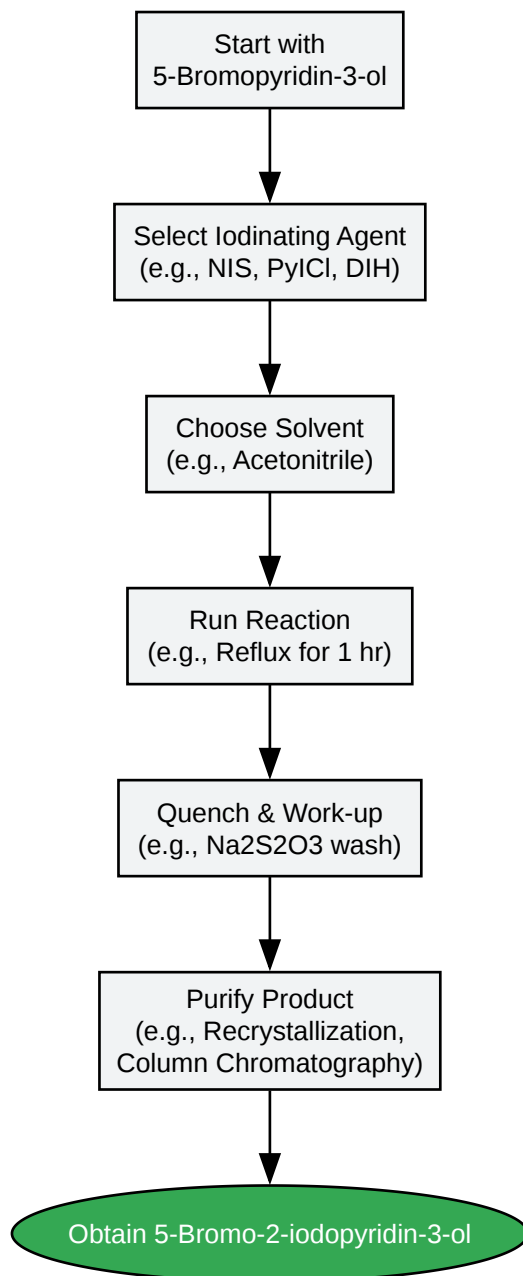 Start with
5-Bromopyridin-3-ol
Select Iodinating Agent
(e.g., NIS, PyICl, DIH)
Choose Solvent
(e.g., Acetonitrile)
Run Reaction
(e.g., Reflux for 1 hr)
Quench & Work-up
(e.g., Na2S2O3 wash)
Purify Product
(e.g., Recrystallization,
Column Chromatography)
Obtain 5-Bromo-2-iodopyridin-3-ol